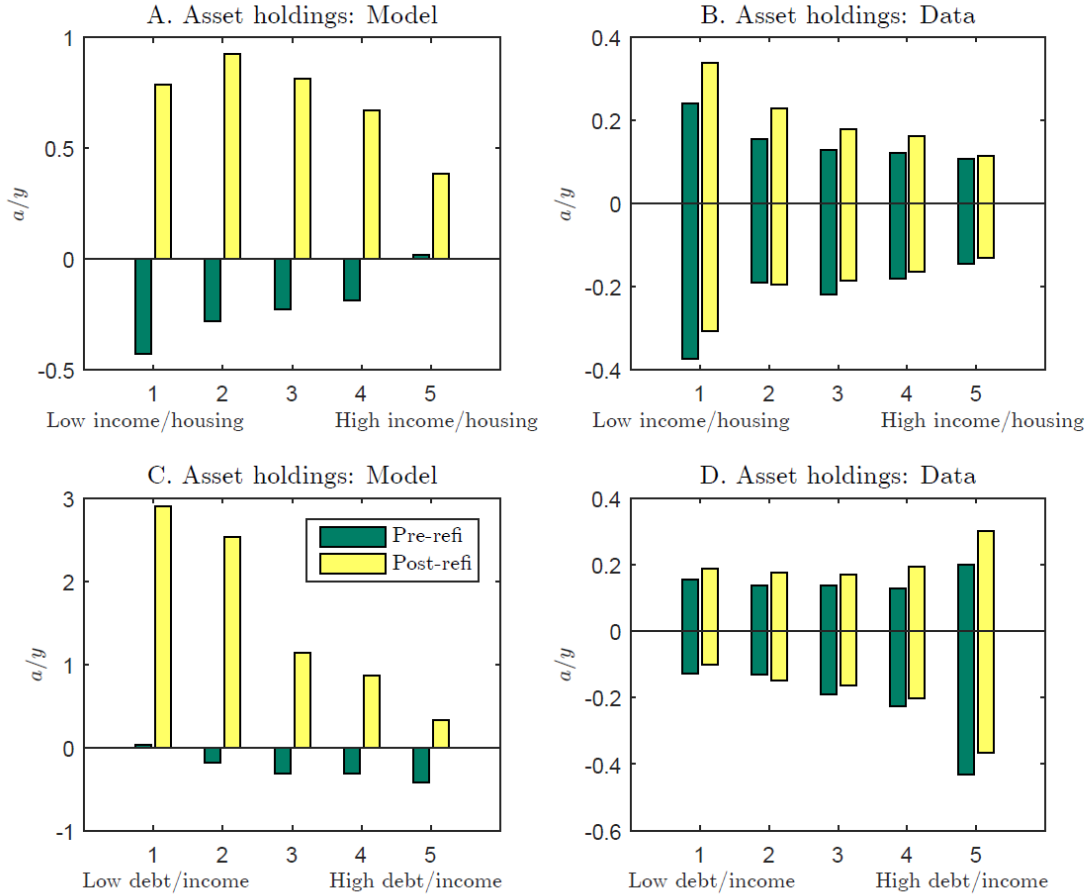 A. Asset holdings: Model
1
0.5
0
-0.5
a/y
1 2 3 4 5
Low income/housing High income/housing
B. Asset holdings: Data
0.4
0.2
0
-0.2
-0.4
a/y
1 2 3 4 5
Low income/housing High income/housing
C. Asset holdings: Model
3
2
1
0
-1
a/y
Pre-refi
Post-refi
1 2 3 4 5
Low debt/income High debt/income
D. Asset holdings: Data
0.4
0.2
0
-0.2
-0.4
-0.6
a/y
1 2 3 4 5
Low debt/income High debt/income